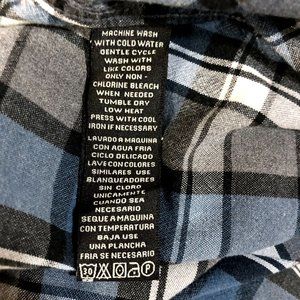 MACHINE WASH
WITH COLD WATER
GENTLE CYCLE
WASH WITH
LIKE COLORS
ONLY NON -
CHLORINE BLEACH
WHEN NEEDED
TUMBLE DRY
LOW HEAT
PRESS WITH COOL
IRON IF NECESSARY
LAVADO A MAQUINA
CON AGUA FRIA
CICLO DELICADO
LAVE CON COLORES
SIMILARES USE
BLANQUEADORES
SIN CLORO
UNICAMENTE
CUANDO SEA
NECESARIO
SEQUE A MAQUINA
CON TEMPERATURA
BAJA USE
UNA PLANCHA
FRIA SE NECESARIO
30 P